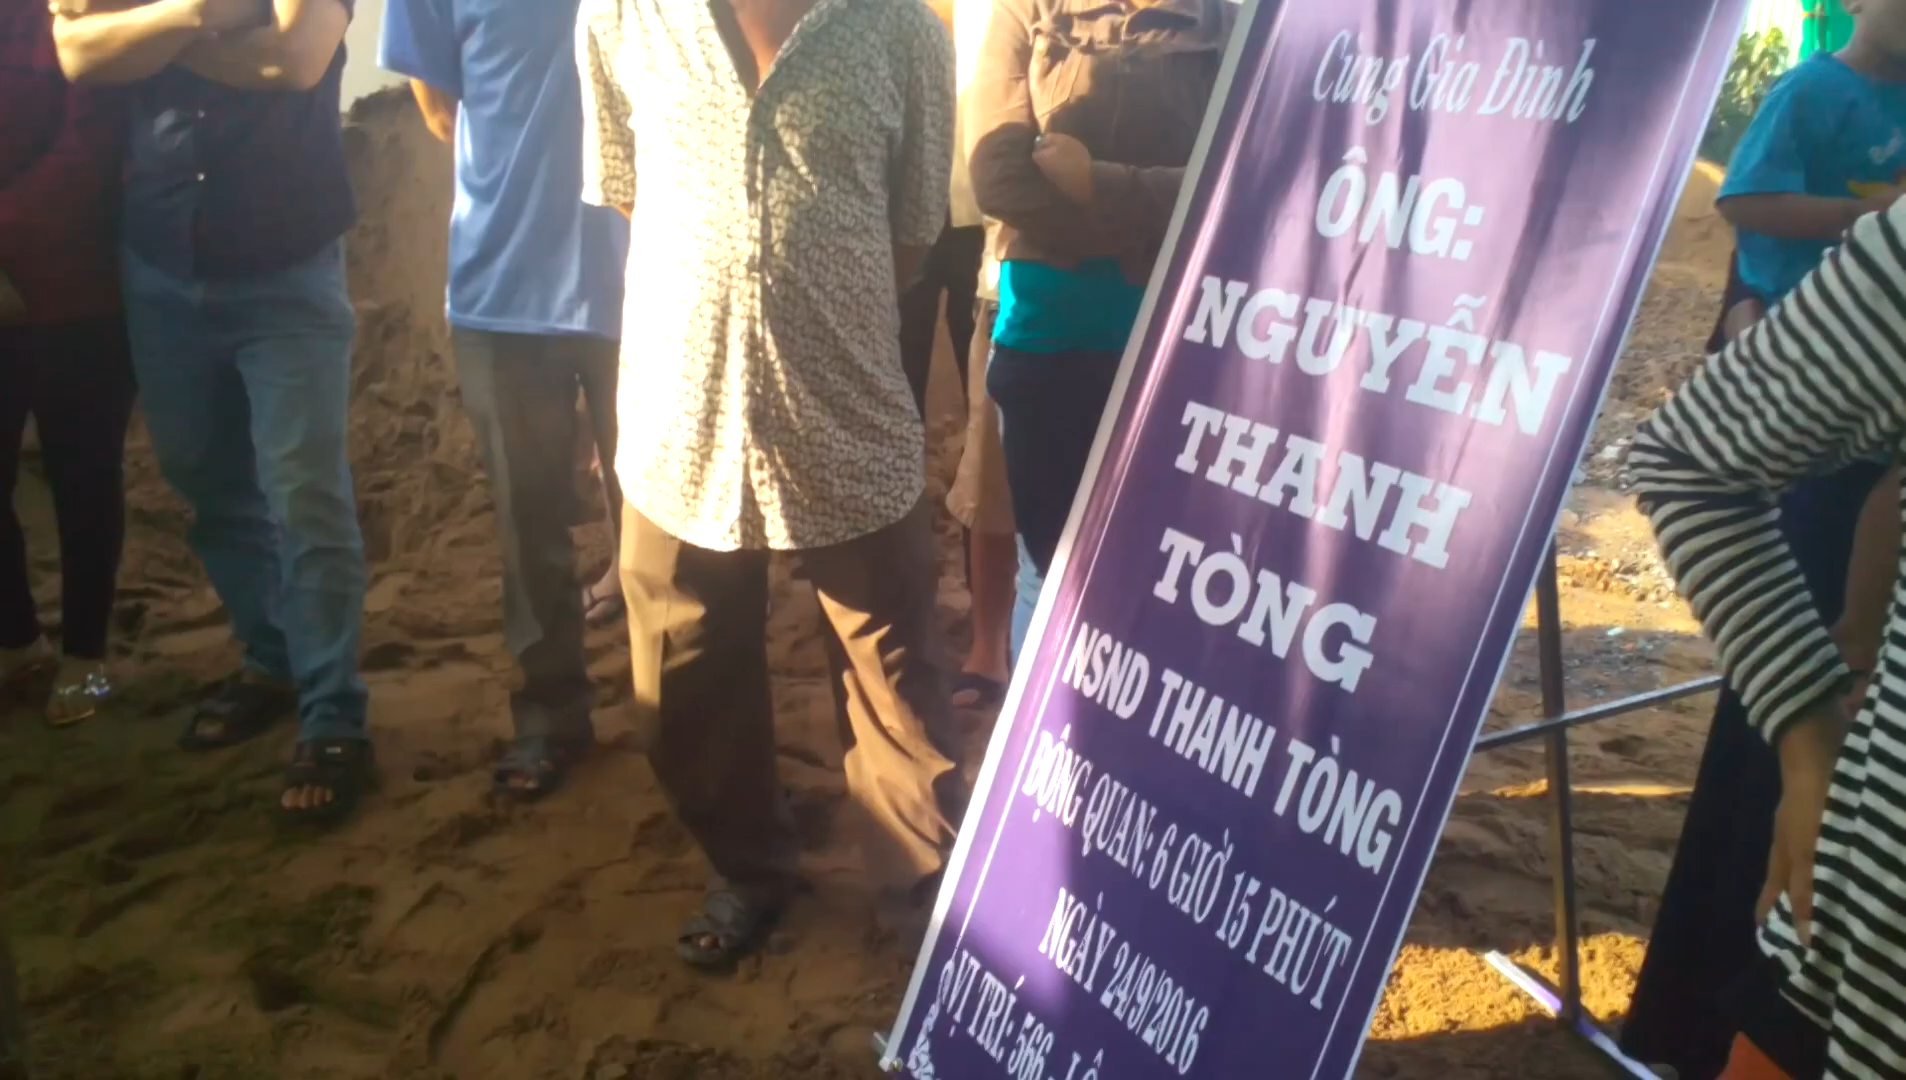 Cùng Gia Đình
ÔNG:
NGUYỄN
THANH
TÒNG
NSND THANH TÒNG
ĐỘNG QUAN: 6 GIỜ 15 PHÚT
NGÀY 24/9/2016
VỊ TRÍ: 566 - LÔ